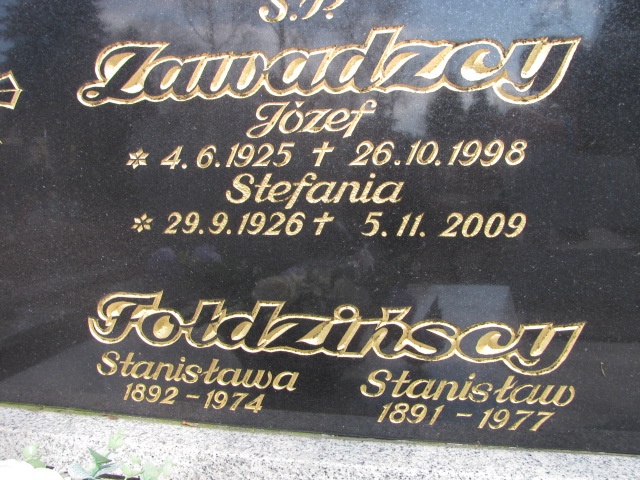 Ś.P.
Zawadzcy
Józef
* 4.6.1925 † 26.10.1998
Stefania
* 29.9.1926 † 5.11.2009
Fołdzińscy
Stanisława Stanisław
1892 - 1974 1891 - 1977